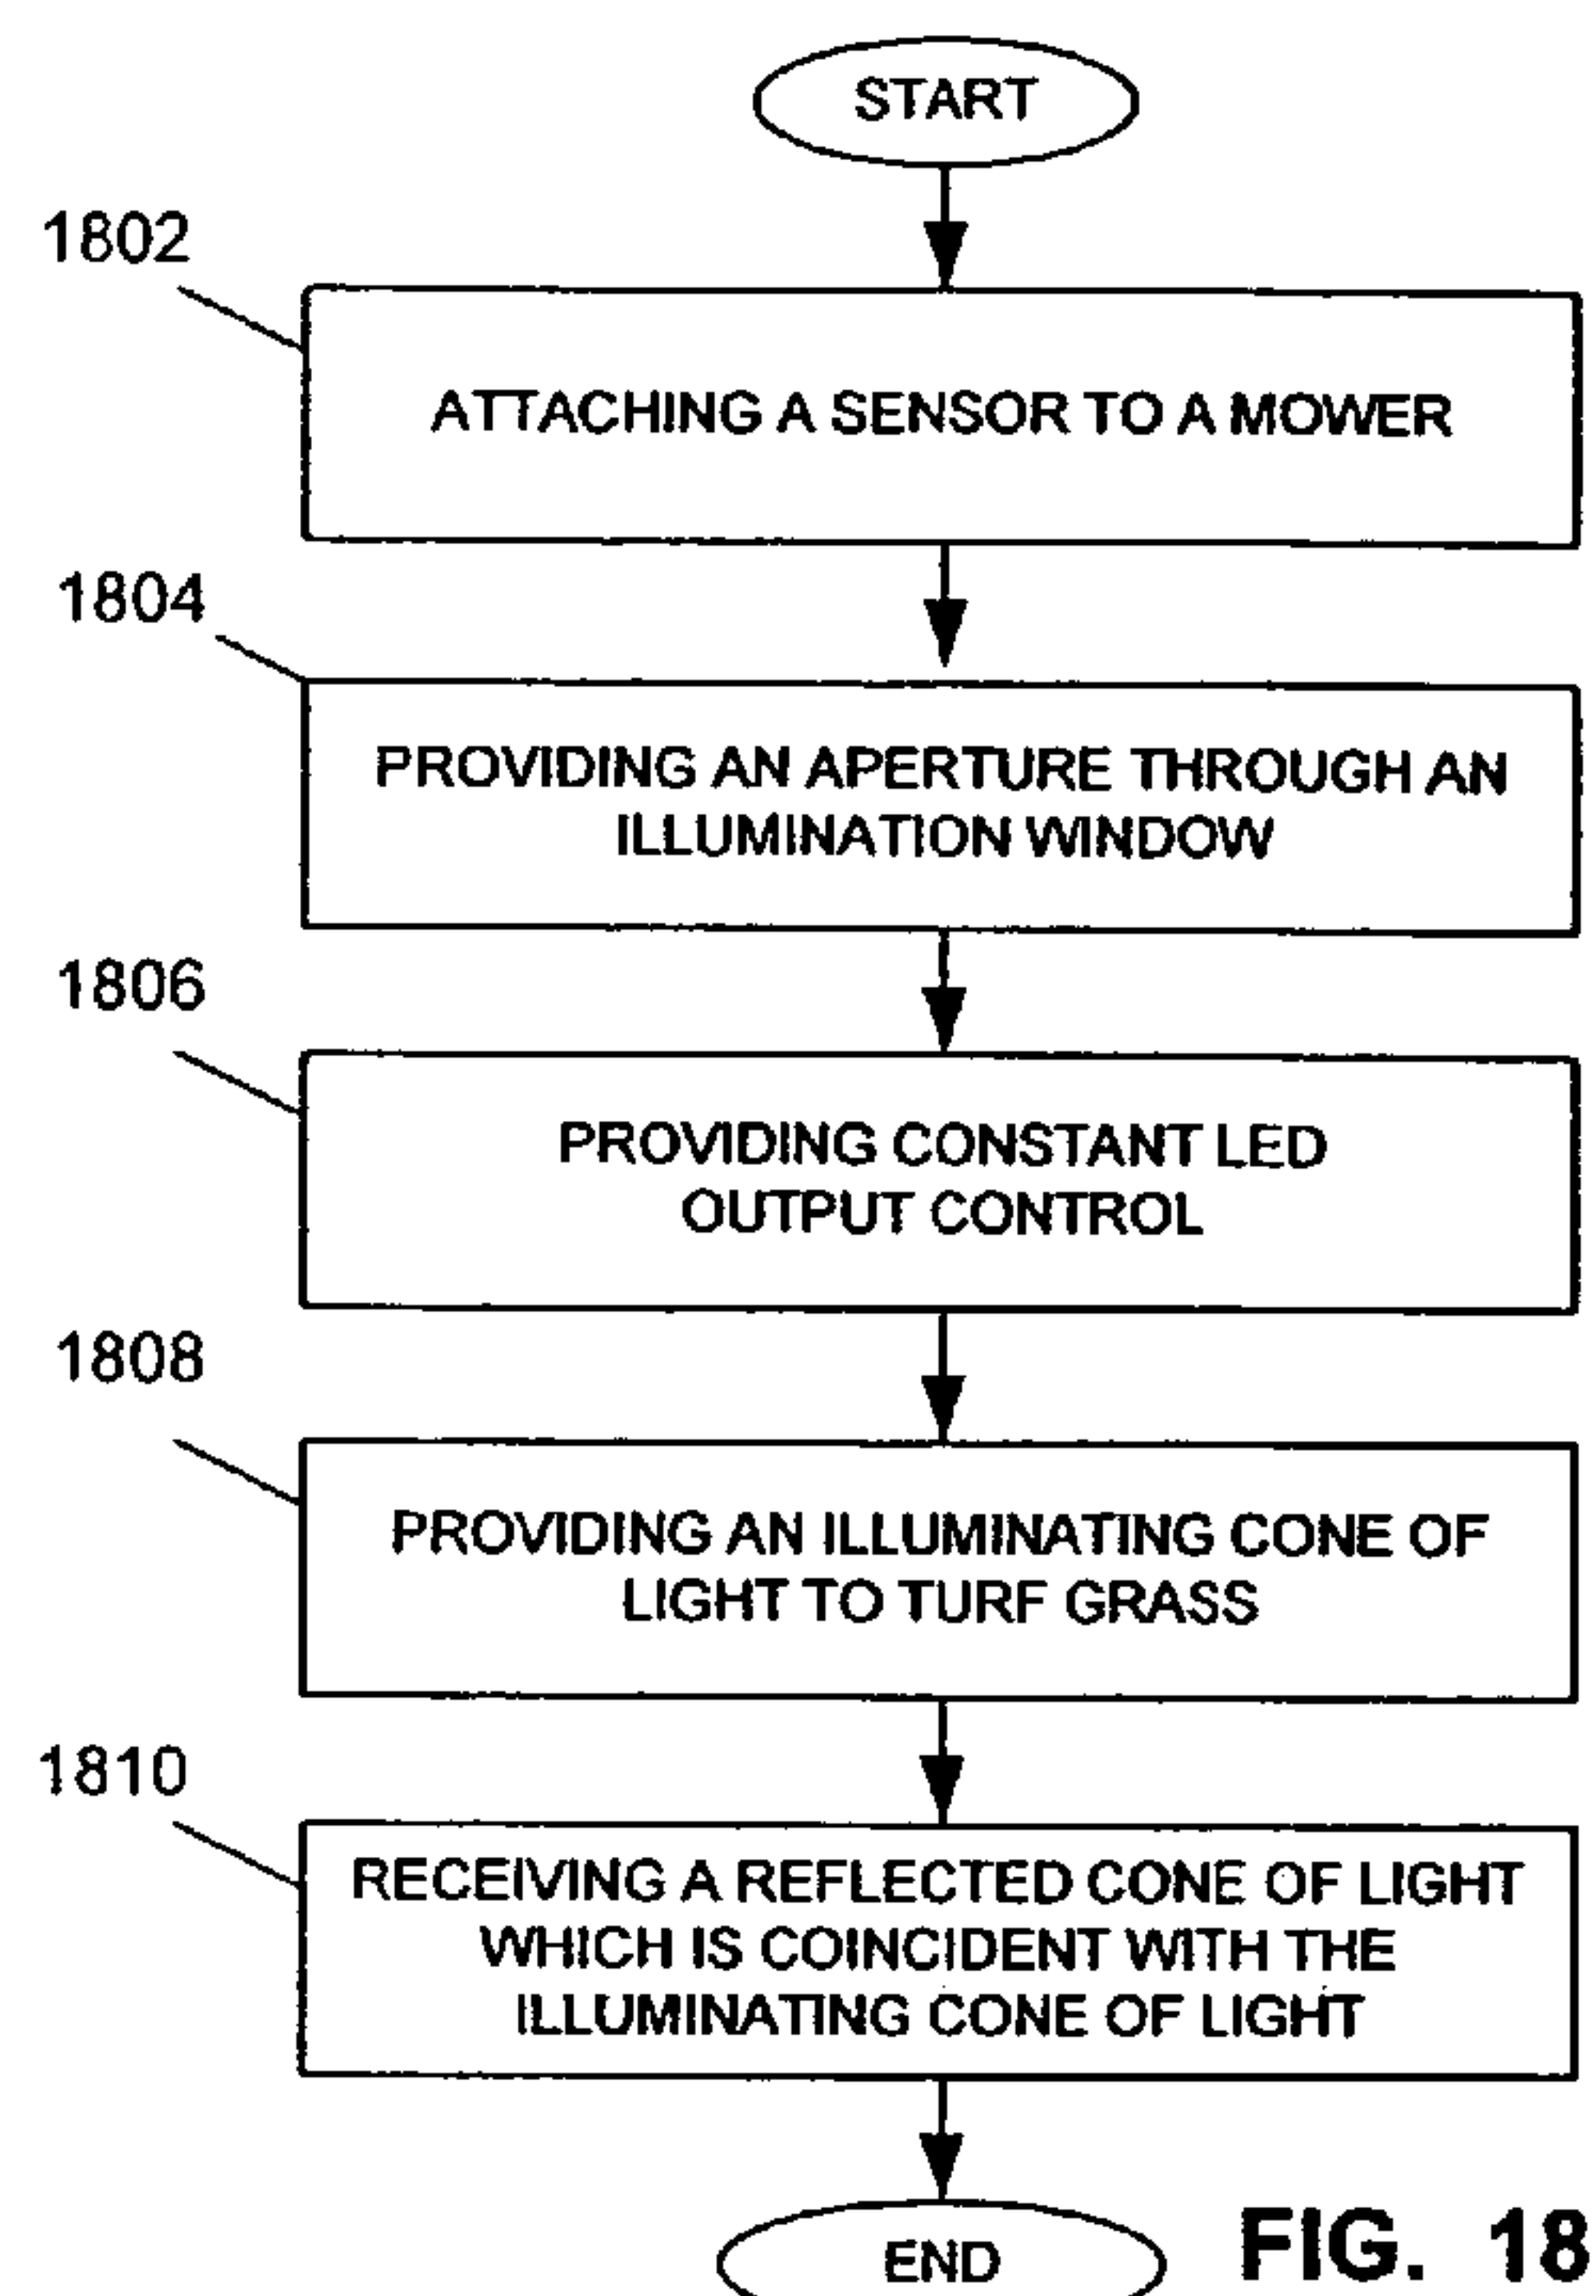 START
1802
ATTACHING A SENSOR TO A MOWER
1804
PROVIDING AN APERTURE THROUGH AN
ILLUMINATION WINDOW
1806
PROVIDING CONSTANT LED
OUTPUT CONTROL
1808
PROVIDING AN ILLUMINATING CONE OF
LIGHT TO TURF GRASS
1810
RECEIVING A REFLECTED CONE OF LIGHT
WHICH IS COINCIDENT WITH THE
ILLUMINATING CONE OF LIGHT
END
FIG. 18